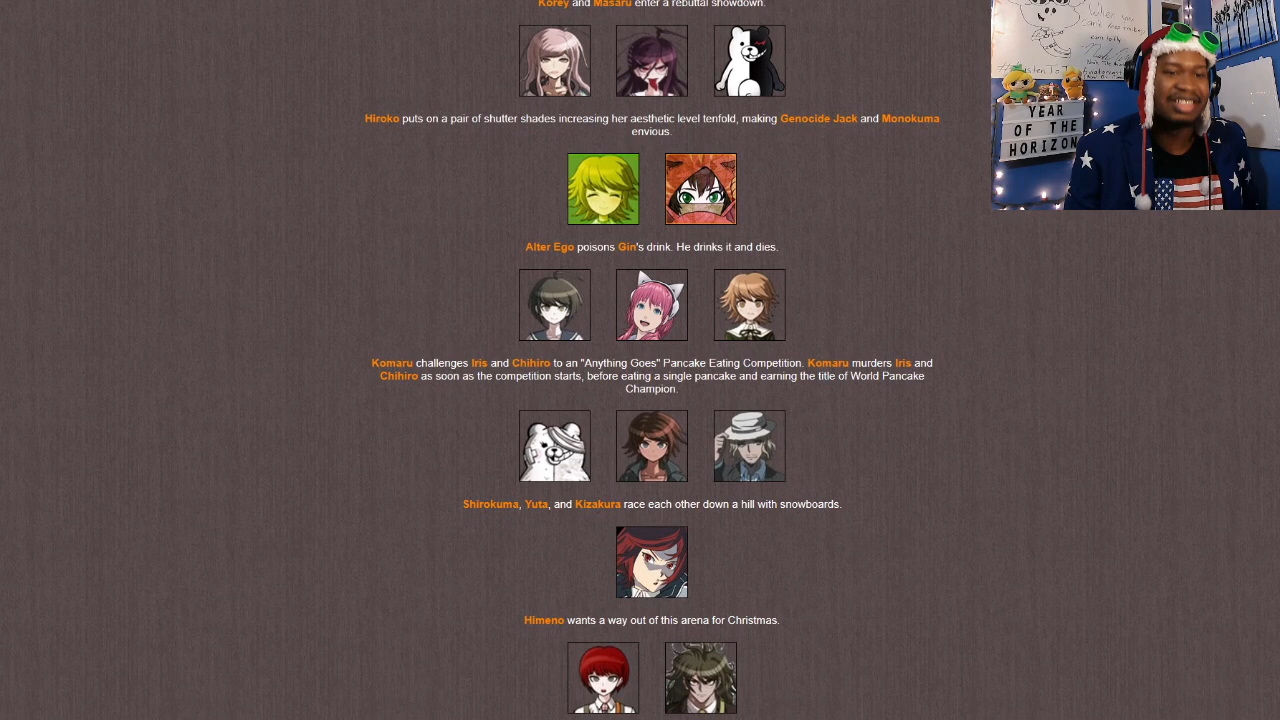 Korey and Masaru enter a rebuttal showdown.
Hiroko puts on a pair of shutter shades increasing her aesthetic level tenfold, making Genocide Jack and Monokuma
envious.
Alter Ego poisons Gin's drink. He drinks it and dies.
Komaru challenges Iris and Chihiro to an "Anything Goes" Pancake Eating Competition. Komaru murders Iris and
Chihiro as soon as the competition starts, before eating a single pancake and earning the title of World Pancake
Champion.
Shirokuma, Yuta, and Kizakura race each other down a hill with snowboards.
Himeno wants a way out of this arena for Christmas.
When you
YEAR
OF THE
HORIZON